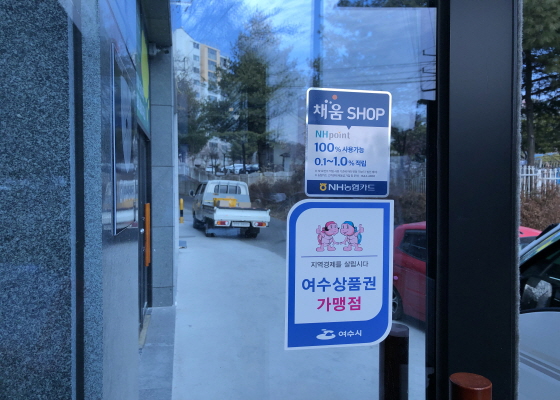 채움 SHOP
NHpoint
100% 사용가능
0.1~1.0% 적립
NH농협카드
지역경제를 살립시다
여수상품권
가맹점
여수시